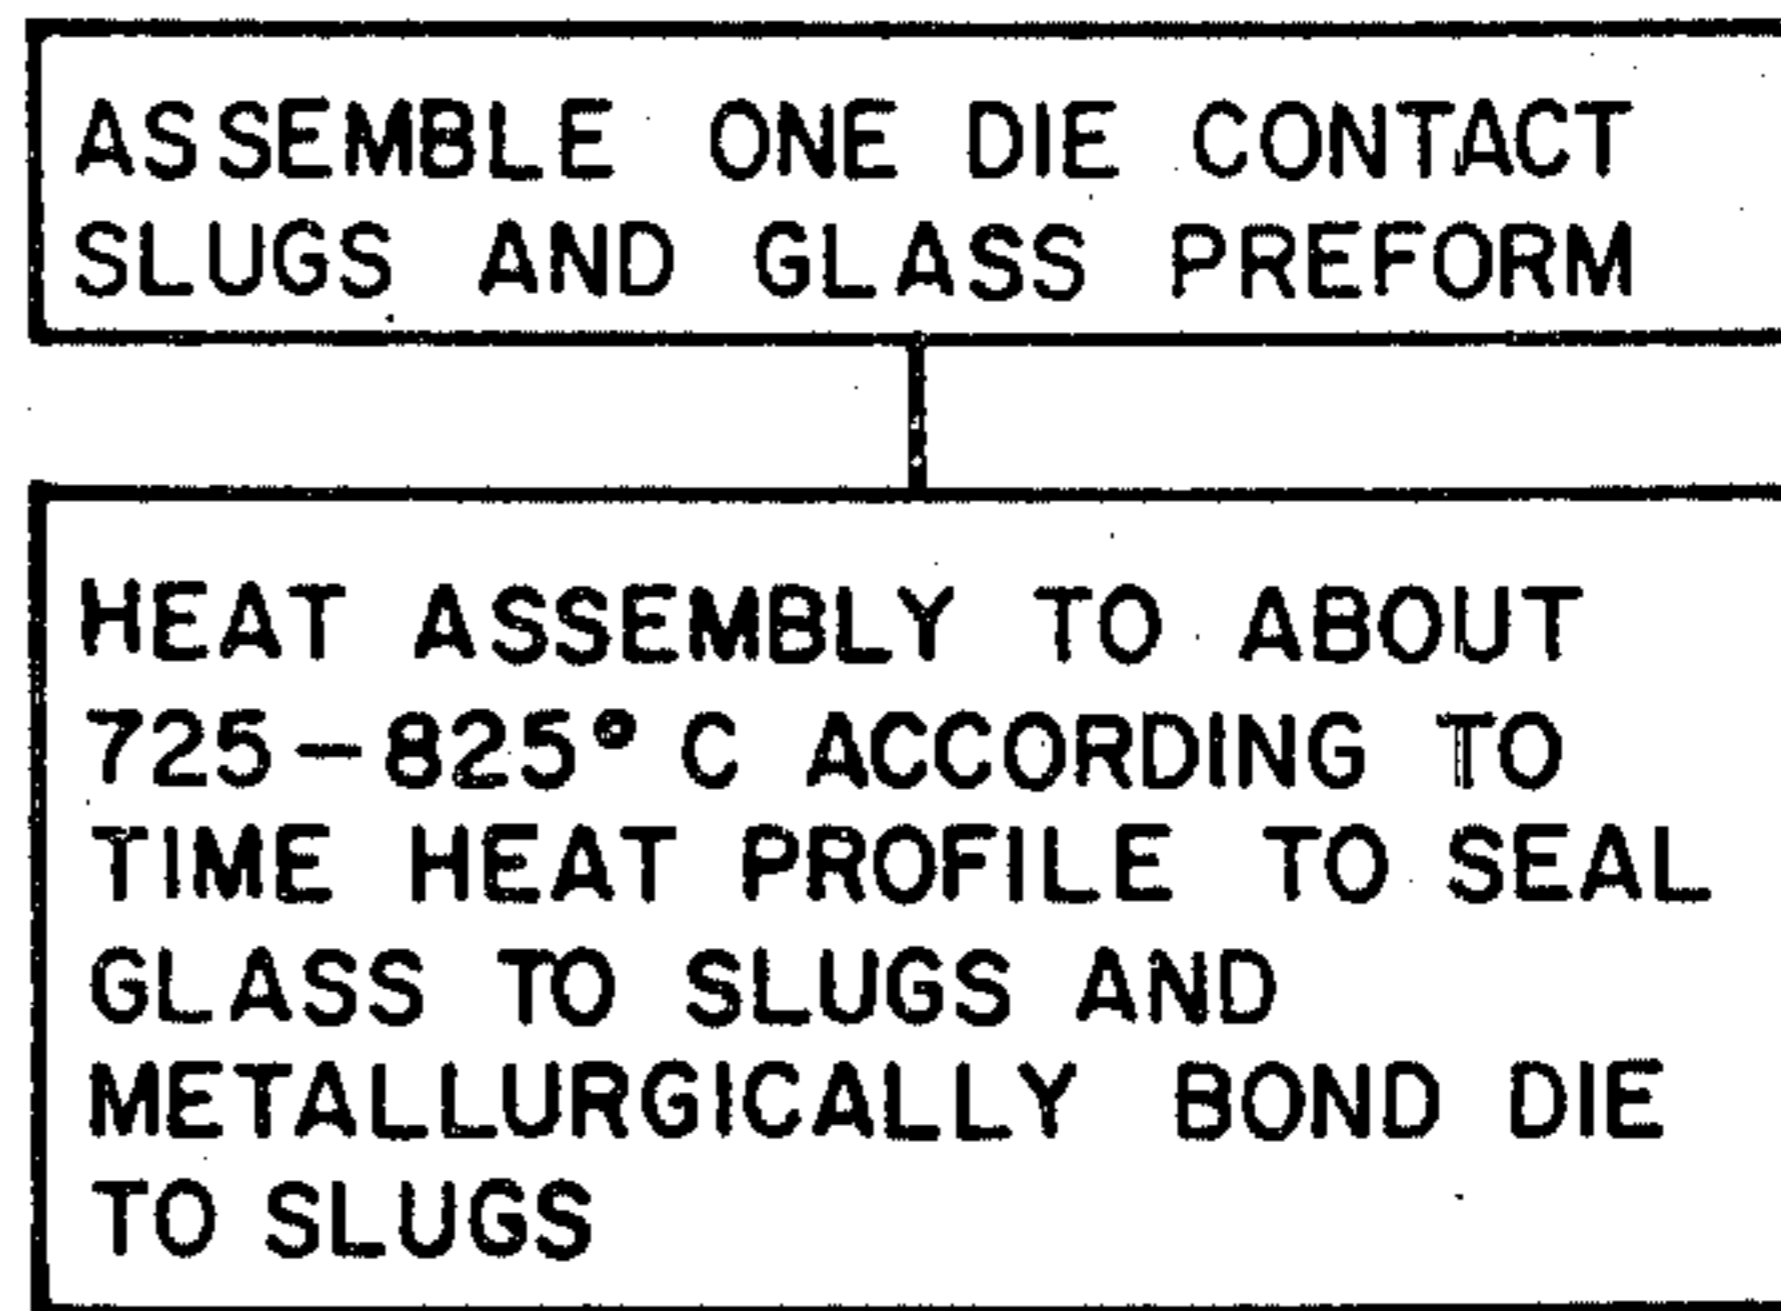 ASSEMBLE ONE DIE CONTACT
SLUGS AND GLASS PREFORM
HEAT ASSEMBLY TO ABOUT
725-825° C ACCORDING TO
TIME HEAT PROFILE TO SEAL
GLASS TO SLUGS AND
METALLURGICALLY BOND DIE
TO SLUGS